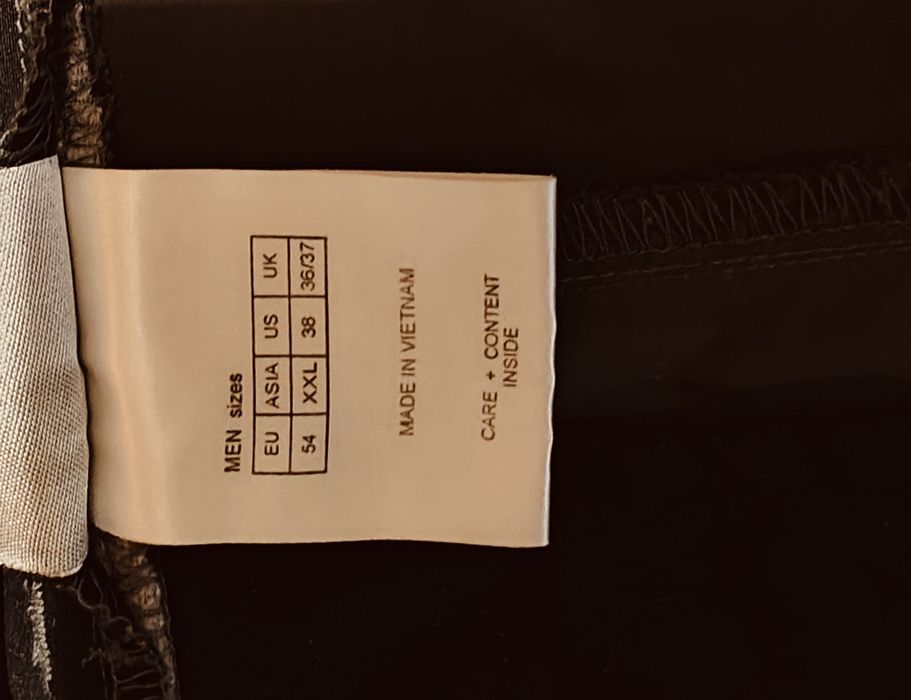 MEN sizes
EU ASIA US UK
54 XXL 38 36/37
MADE IN VIETNAM
CARE + CONTENT
INSIDE